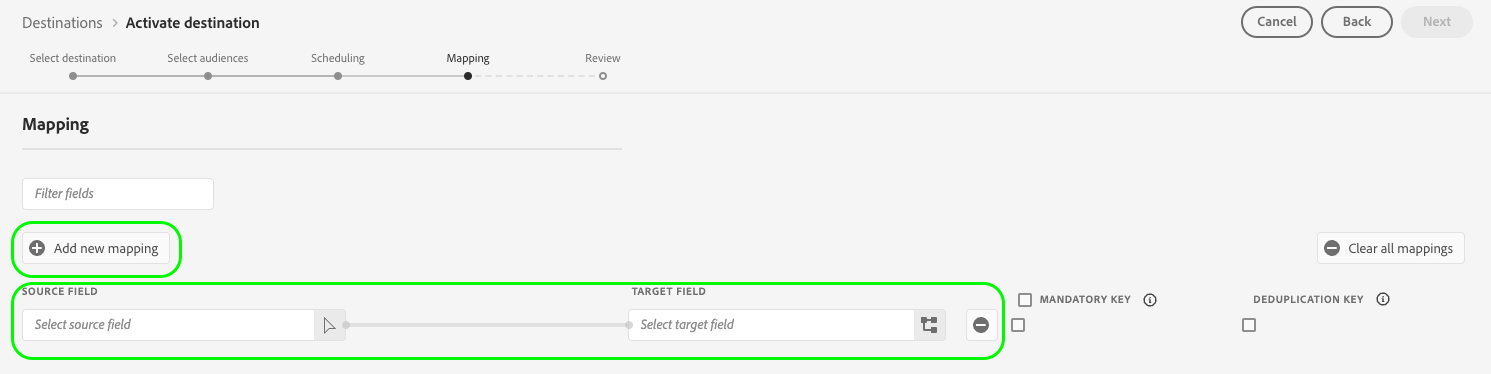 Destinations > Activate destination
Cancel Back Next
Select destination Select audiences Scheduling Mapping Review
Mapping
Filter fields
Add new mapping Clear all mappings
SOURCE FIELD TARGET FIELD MANDATORY KEY DEDUPLICATION KEY
Select source field Select target field